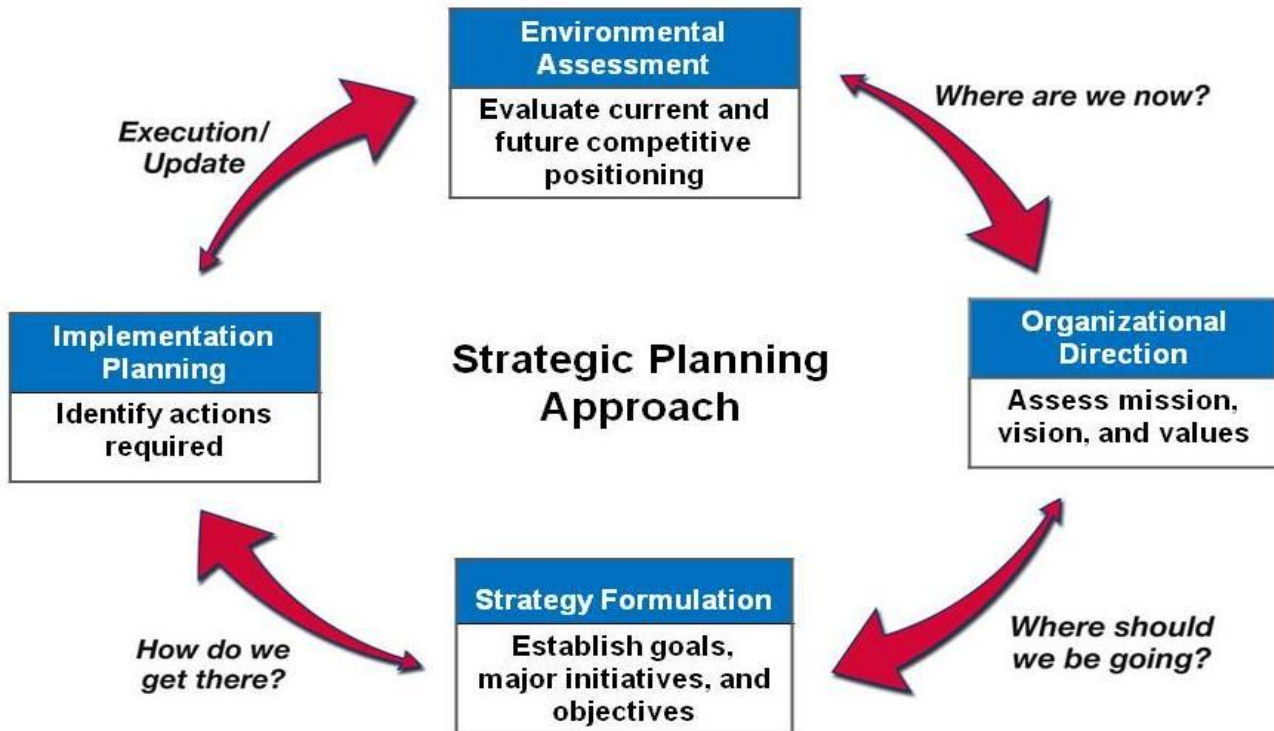 Environmental
Assessment
Evaluate current and
future competitive
positioning
Where are we now?
Execution/
Update
Organizational
Direction
Assess mission,
vision, and values
Implementation
Planning
Identify actions
required
Strategic Planning
Approach
Strategy Formulation
Establish goals,
major initiatives, and
objectives
Where should
we be going?
How do we
get there?